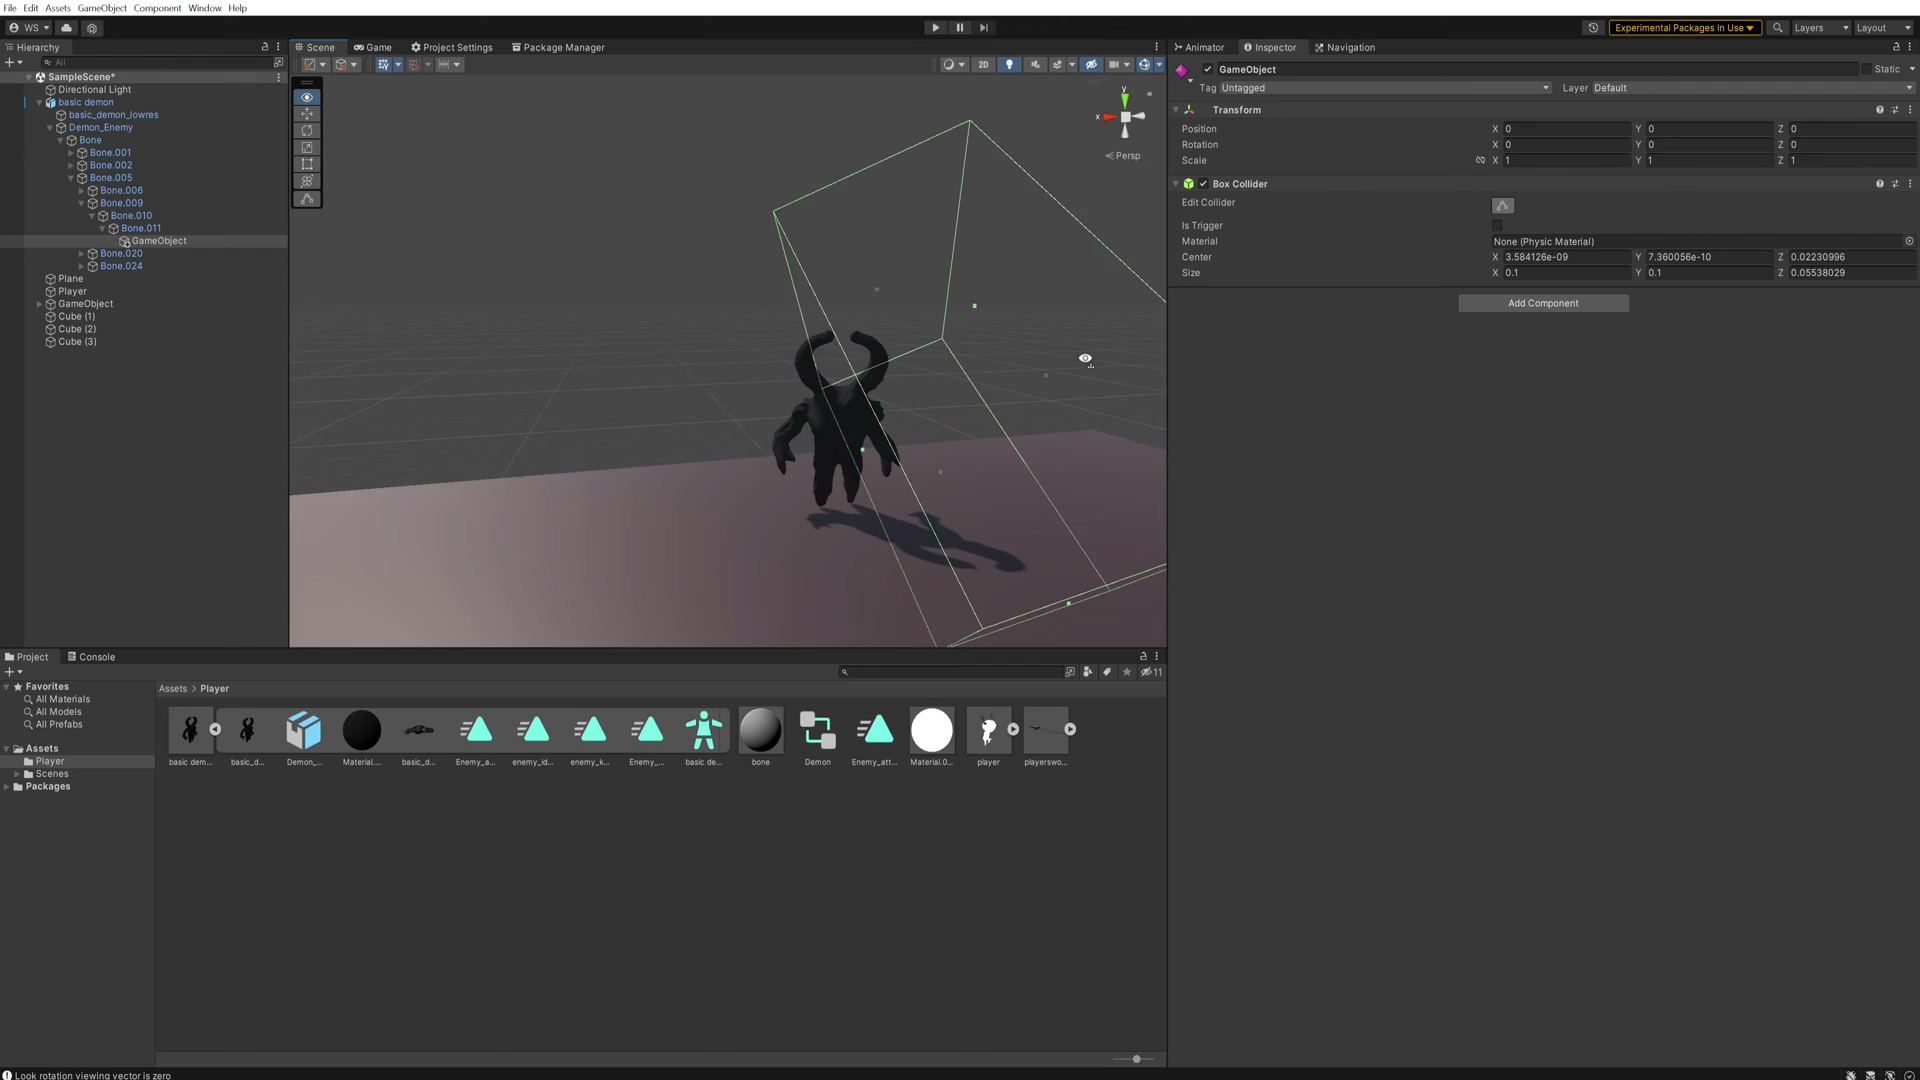 File Edit Assets GameObject Component Window Help
WS
Experimental Packages In Use
Layers
Layout
Hierarchy
All
SampleScene*
Directional Light
basic demon
basic_demon_lowres
Demon_Enemy
Bone
Bone.001
Bone.002
Bone.005
Bone.006
Bone.009
Bone.010
Bone.011
GameObject
Bone.020
Bone.024
Plane
Player
GameObject
Cube (1)
Cube (2)
Cube (3)
Scene Game Project Settings Package Manager
2D
y
x
Persp
Animator Inspector Navigation
GameObject Static
Tag Untagged Layer Default
Transform
Position X 0 Y 0 Z 0
Rotation X 0 Y 0 Z 0
Scale X 1 Y 1 Z 1
Box Collider
Edit Collider
Is Trigger
Material None (Physic Material)
Center X 3.584126e-09 Y 7.360056e-10 Z 0.02230996
Size X 0.1 Y 0.1 Z 0.05538029
Add Component
Project Console
11
Favorites
All Materials
All Models
All Prefabs
Assets
Player
Scenes
Packages
Assets > Player
basic dem... basic_d... Demon_... Material.... basic_d... Enemy_a... enemy_id... enemy_k... Enemy_... basic de... bone Demon Enemy_att... Material.0... player playerswo...
Look rotation viewing vector is zero